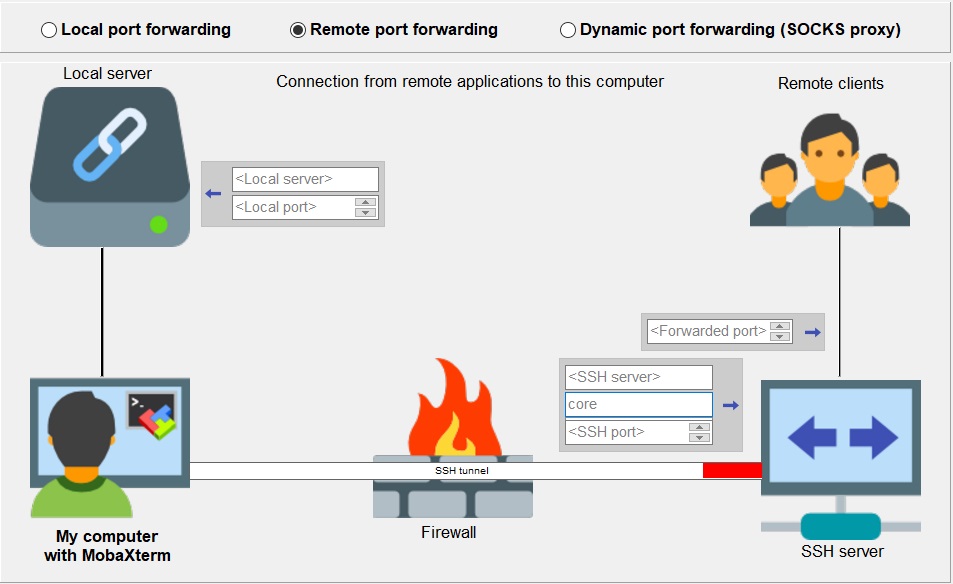 Local port forwarding
Remote port forwarding
Dynamic port forwarding (SOCKS proxy)
Local server
Connection from remote applications to this computer
Remote clients
<Local server>
<Local port>
<Forwarded port>
<SSH server>
core
<SSH port>
>_
SSH tunnel
Firewall
My computer
with MobaXterm
SSH server